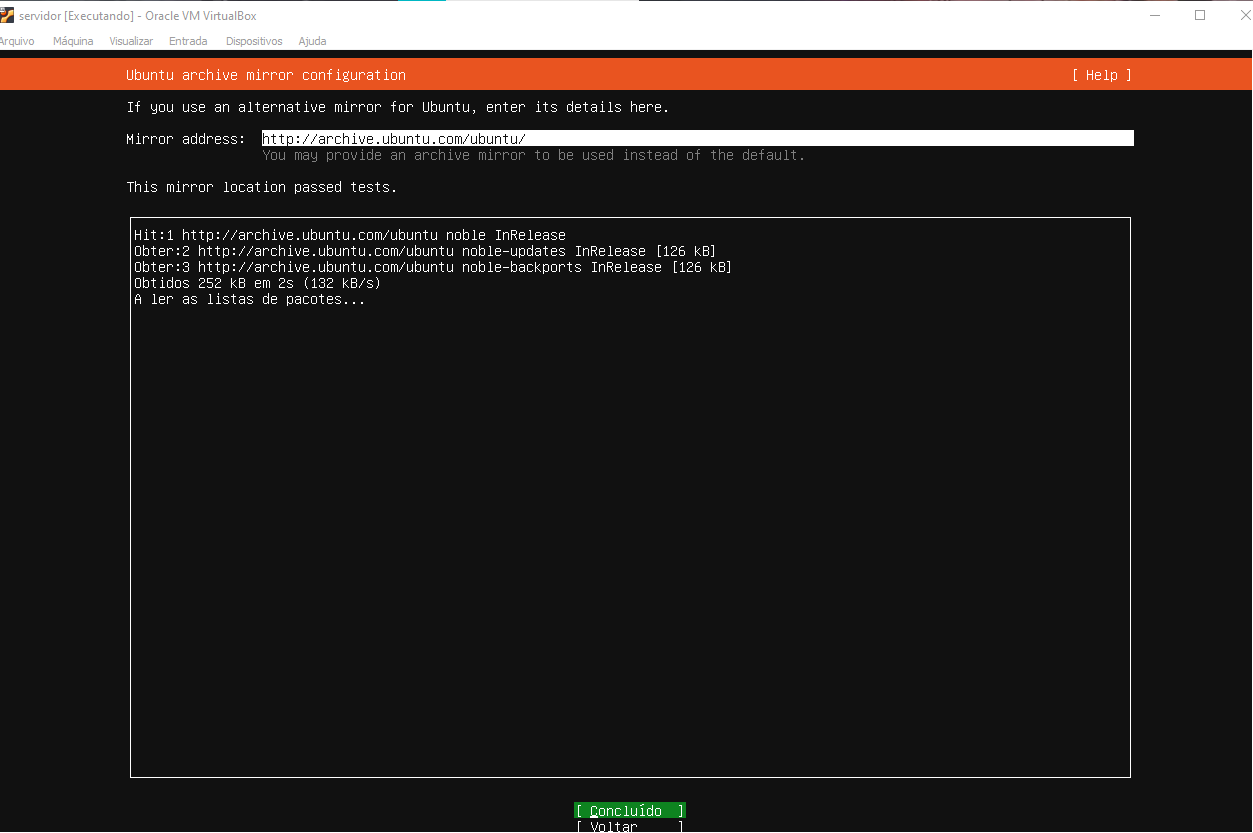 servidor [Executando] - Oracle VM VirtualBox
Arquivo Máquina Visualizar Entrada Dispositivos Ajuda
Ubuntu archive mirror configuration [ Help ]
If you use an alternative mirror for Ubuntu, enter its details here.
Mirror address: http://archive.ubuntu.com/ubuntu/
You may provide an archive mirror to be used instead of the default.
This mirror location passed tests.
Hit:1 http://archive.ubuntu.com/ubuntu noble InRelease
Obter:2 http://archive.ubuntu.com/ubuntu noble-updates InRelease [126 kB]
Obter:3 http://archive.ubuntu.com/ubuntu noble-backports InRelease [126 kB]
Obtidos 252 kB em 2s (132 kB/s)
A ler as listas de pacotes...
[ Concluído ]
[ Voltar ]